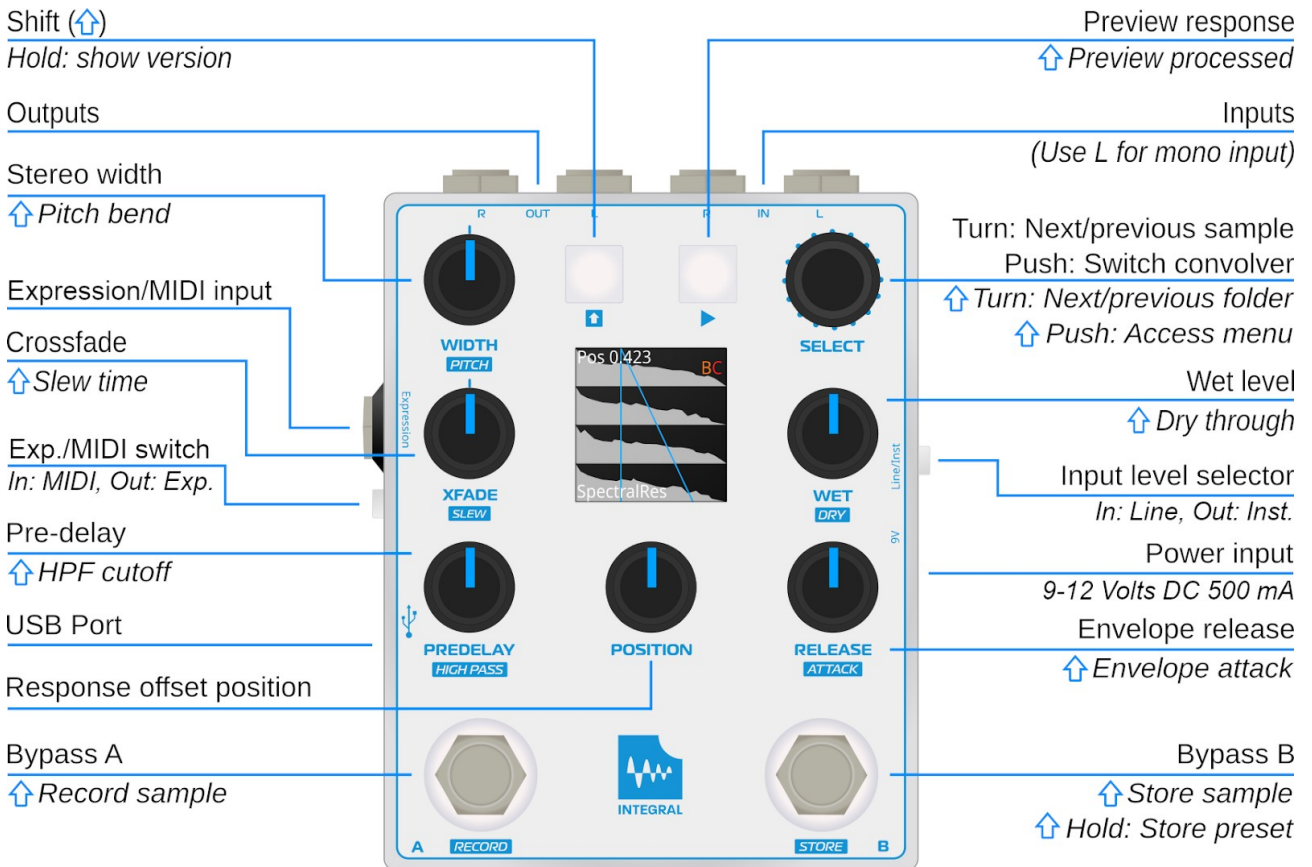 Shift (⇧)
Hold: show version
Outputs
Stereo width
⇧ Pitch bend
Expression/MIDI input
Crossfade
⇧ Slew time
Exp./MIDI switch
In: MIDI, Out: Exp.
Pre-delay
⇧ HPF cutoff
USB Port
Response offset position
Bypass A
⇧ Record sample
R OUT L R IN L
WIDTH
PITCH
SELECT
Pos 0.423
BC
SpectralRes
Expression
XFADE
SLEW
WET
DRY
Line/Inst
9V
PREDELAY
HIGH PASS
POSITION
RELEASE
ATTACK
INTEGRAL
A RECORD
STORE B
Preview response
⇧ Preview processed
Inputs
(Use L for mono input)
Turn: Next/previous sample
Push: Switch convolver
⇧ Turn: Next/previous folder
⇧ Push: Access menu
Wet level
⇧ Dry through
Input level selector
In: Line, Out: Inst.
Power input
9-12 Volts DC 500 mA
Envelope release
⇧ Envelope attack
Bypass B
⇧ Store sample
⇧ Hold: Store preset